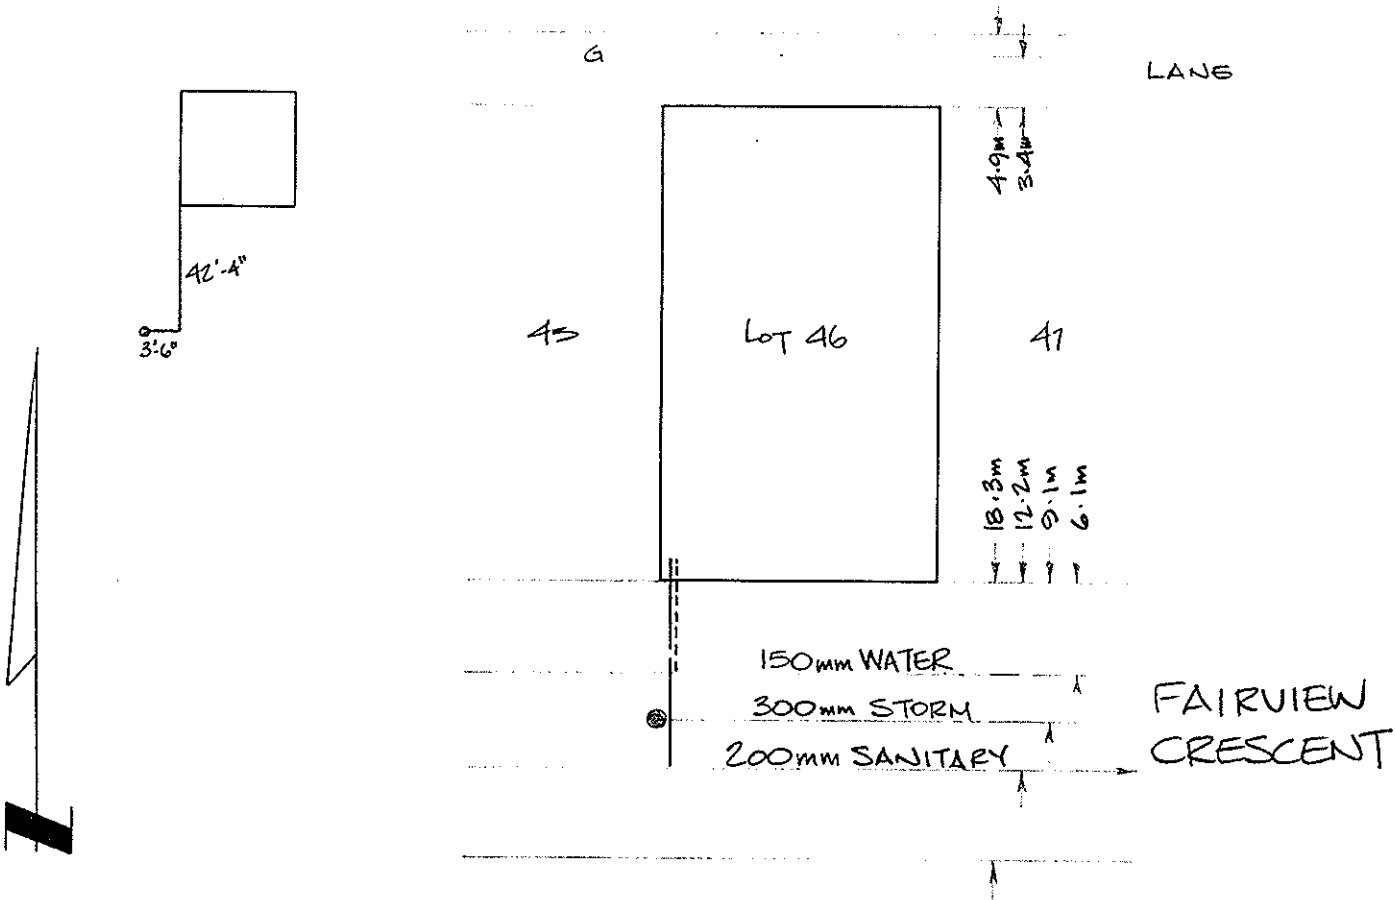 G
LANE
4.9m
3.4m
42'-4"
3'-6"
45
LOT 46
47
18.3m
12.2m
9.1m
6.1m
150mm WATER
300mm STORM
200mm SANITARY
FAIRVIEW
CRESCENT